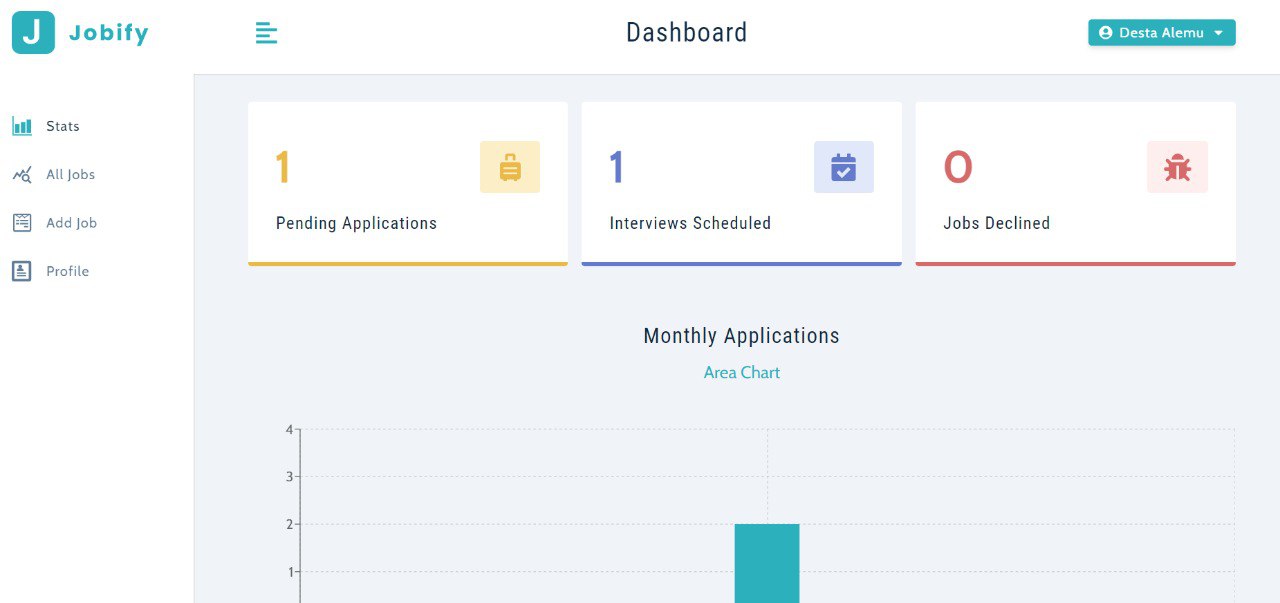 J Jobify
Dashboard
Desta Alemu
Stats
All Jobs
Add Job
Profile
1
Pending Applications
1
Interviews Scheduled
0
Jobs Declined
Monthly Applications
Area Chart
4
3
2
1